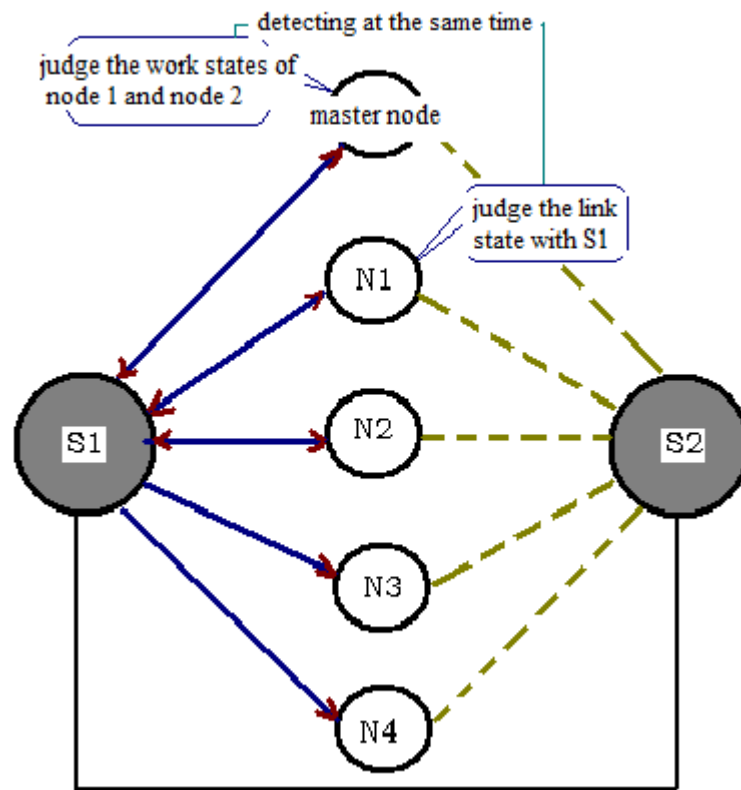 detecting at the same time
judge the work states of
node 1 and node 2
master node
judge the link
state with S1
N1
S1
N2
S2
N3
N4